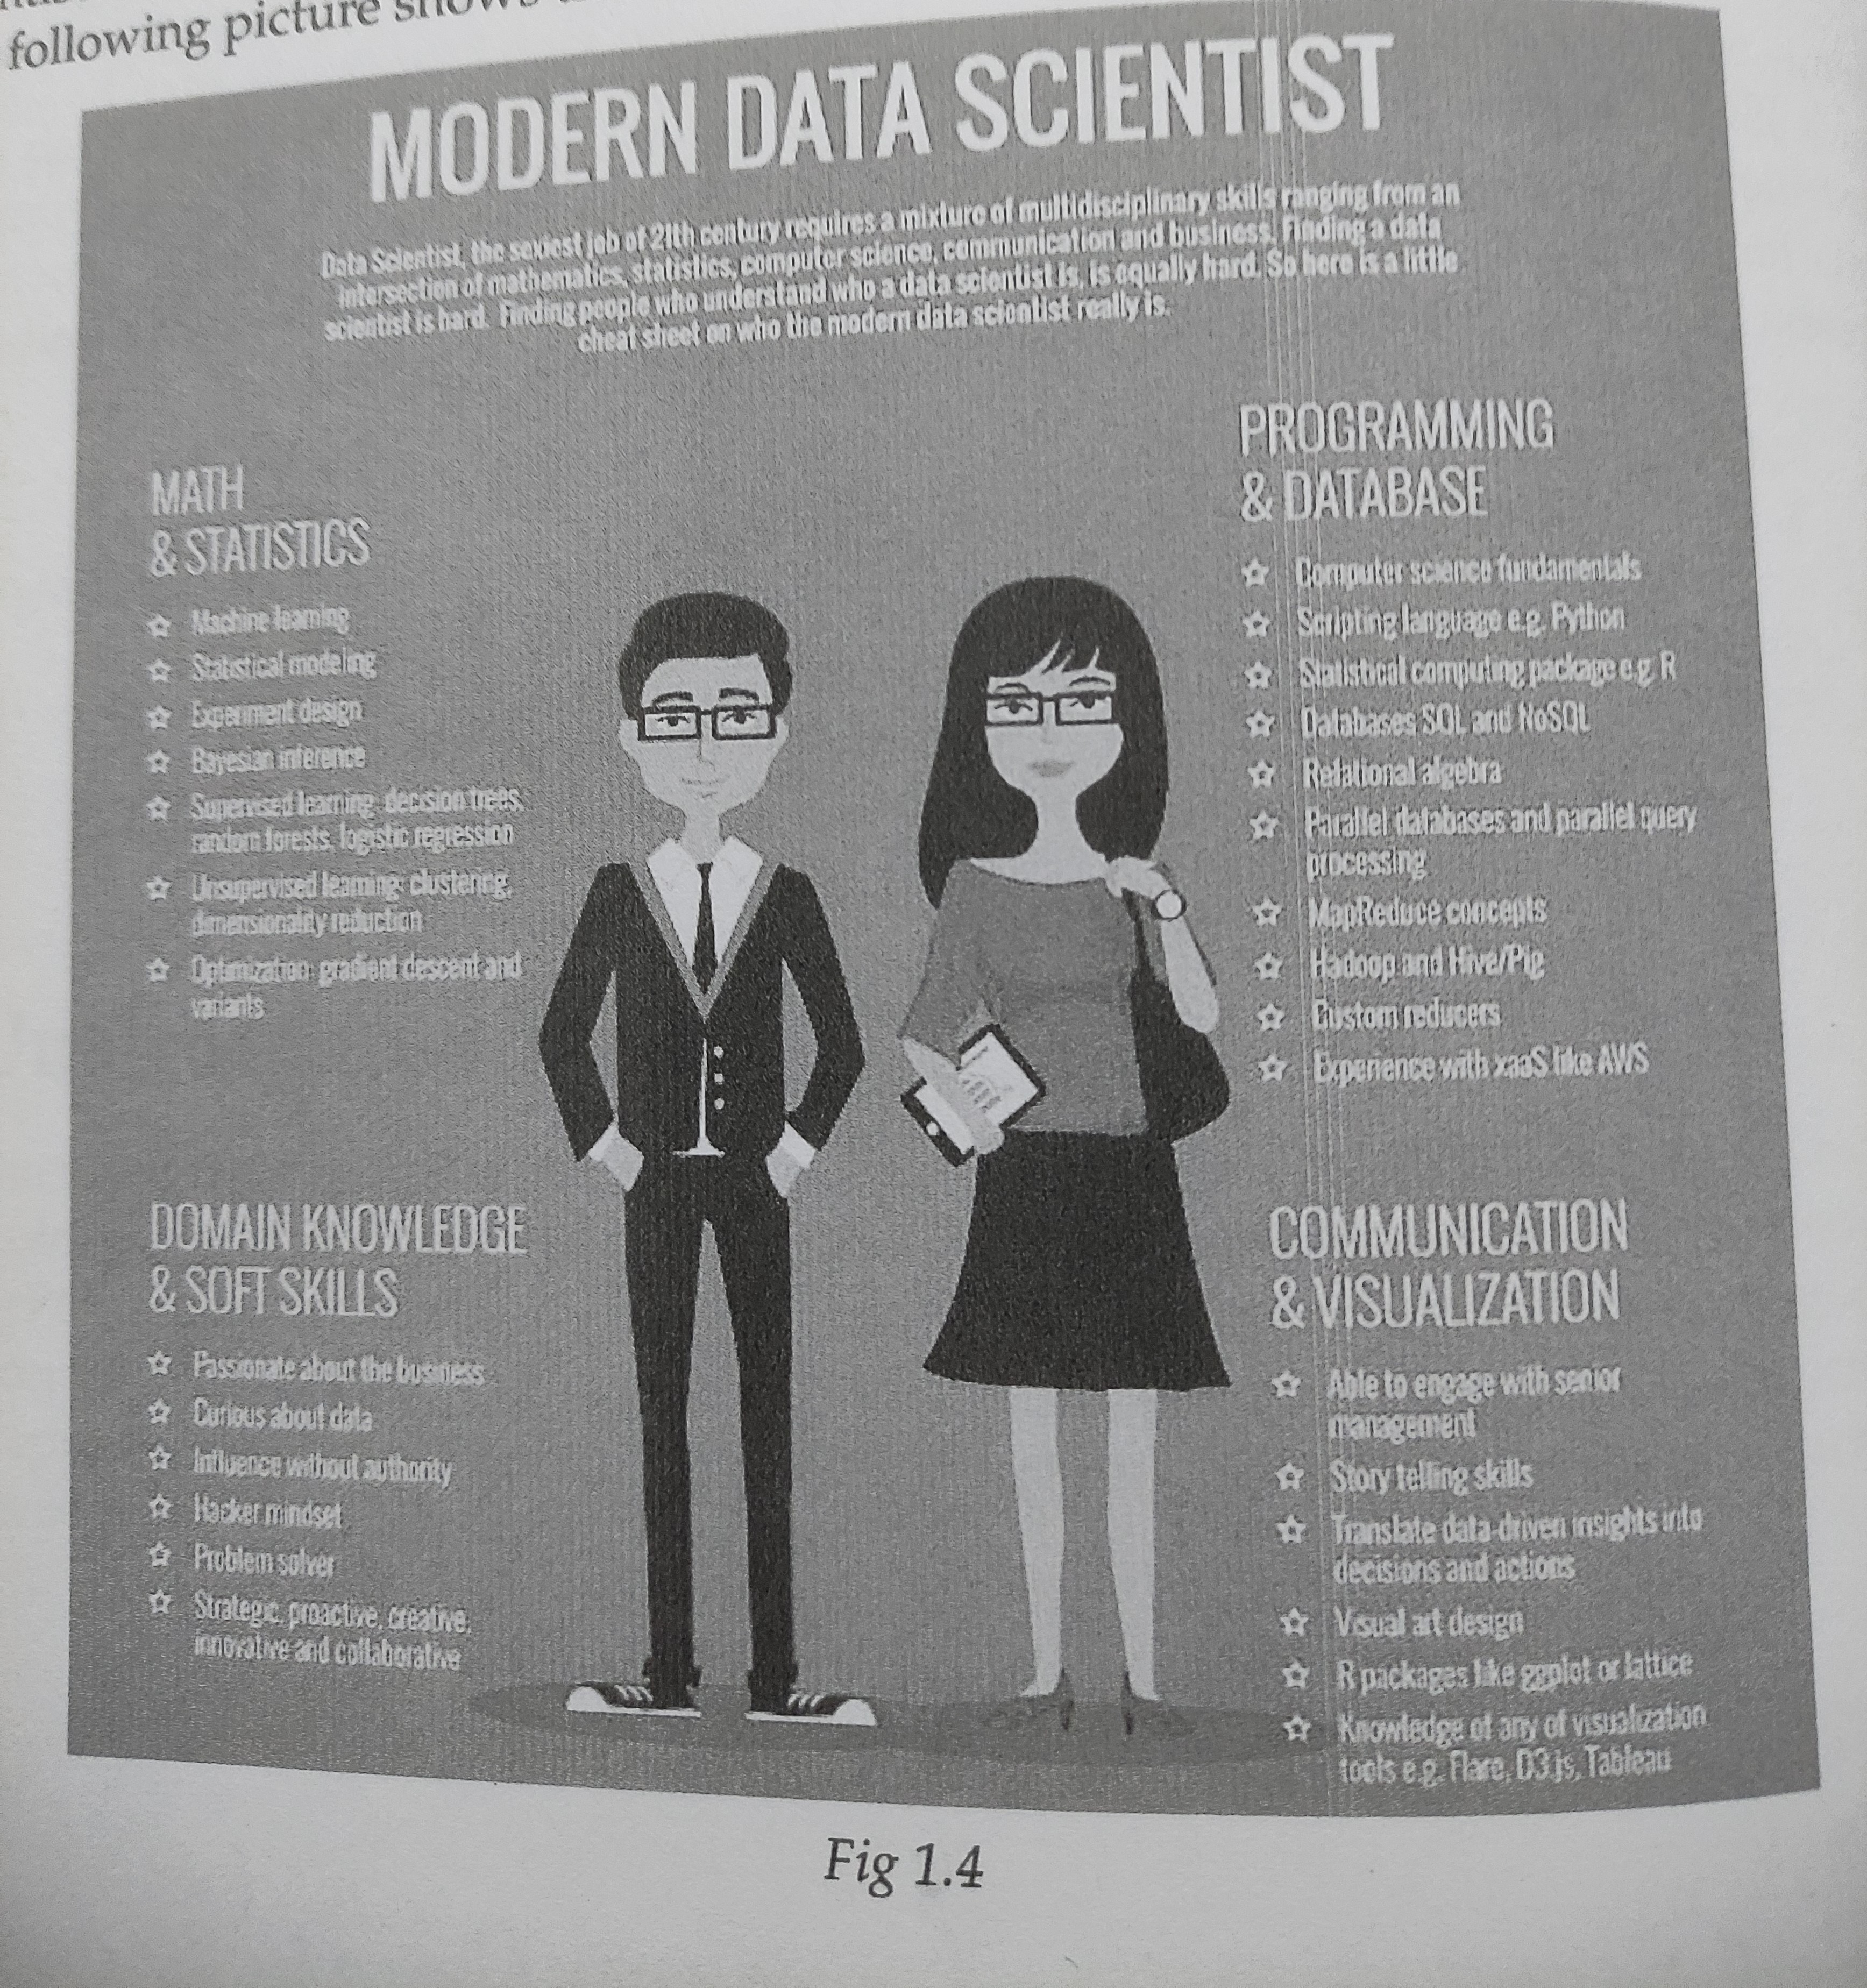 following picture shows
MODERN DATA SCIENTIST
Data Scientist, the sexiest job of 21th century requires a mixture of multidisciplinary skills ranging from an
intersection of mathematics, statistics, computer science, communication and business. Finding a data
scientist is hard. Finding people who understand who a data scientist is, is equally hard. So here is a little
cheat sheet on who the modern data scientist really is.
MATH
& STATISTICS
Machine learning
Statistical modeling
Experiment design
Bayesian inference
Supervised learning: decision trees,
random forests, logistic regression
Unsupervised learning: clustering,
dimensionality reduction
Optimization: gradient descent and
variants
PROGRAMMING
& DATABASE
Computer science fundamentals
Scripting language e.g. Python
Statistical computing package e.g. R
Databases SQL and NoSQL
Relational algebra
Parallel databases and parallel query
processing
MapReduce concepts
Hadoop and Hive/Pig
Custom reducers
Experience with xaaS like AWS
DOMAIN KNOWLEDGE
& SOFT SKILLS
Passionate about the business
Curious about data
Influence without authority
Hacker mindset
Problem solver
Strategic, proactive, creative,
innovative and collaborative
COMMUNICATION
& VISUALIZATION
Able to engage with senior
management
Story telling skills
Translate data-driven insights into
decisions and actions
Visual art design
R packages like ggplot or lattice
Knowledge of any of visualization
tools e.g. Flare, D3.js, Tableau
Fig 1.4